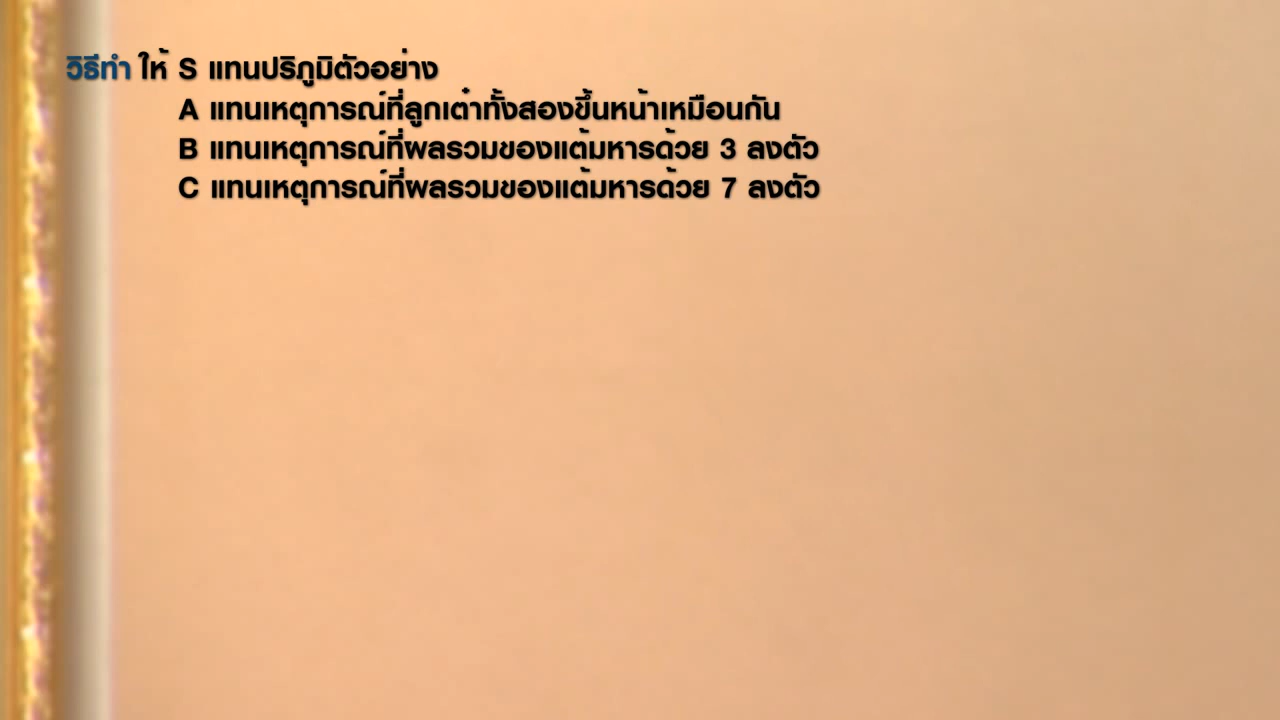 วิธีทำ ให้ S แทนปริภูมิตัวอย่าง
A แทนเหตุการณ์ที่ลูกเต๋าทั้งสองขึ้นหน้าเหมือนกัน
B แทนเหตุการณ์ที่ผลรวมของแต้มหารด้วย 3 ลงตัว
C แทนเหตุการณ์ที่ผลรวมของแต้มหารด้วย 7 ลงตัว